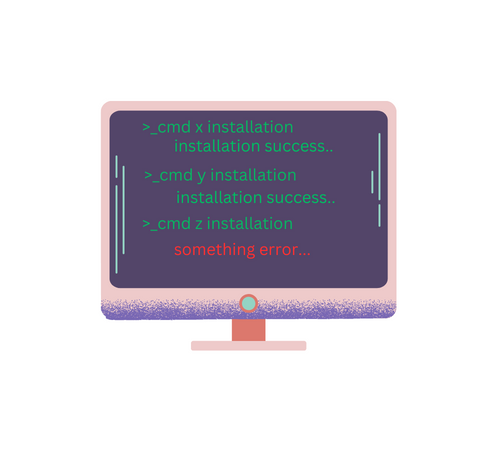 >_cmd x installation
installation success..
>_cmd y installation
installation success..
>_cmd z installation
something error...